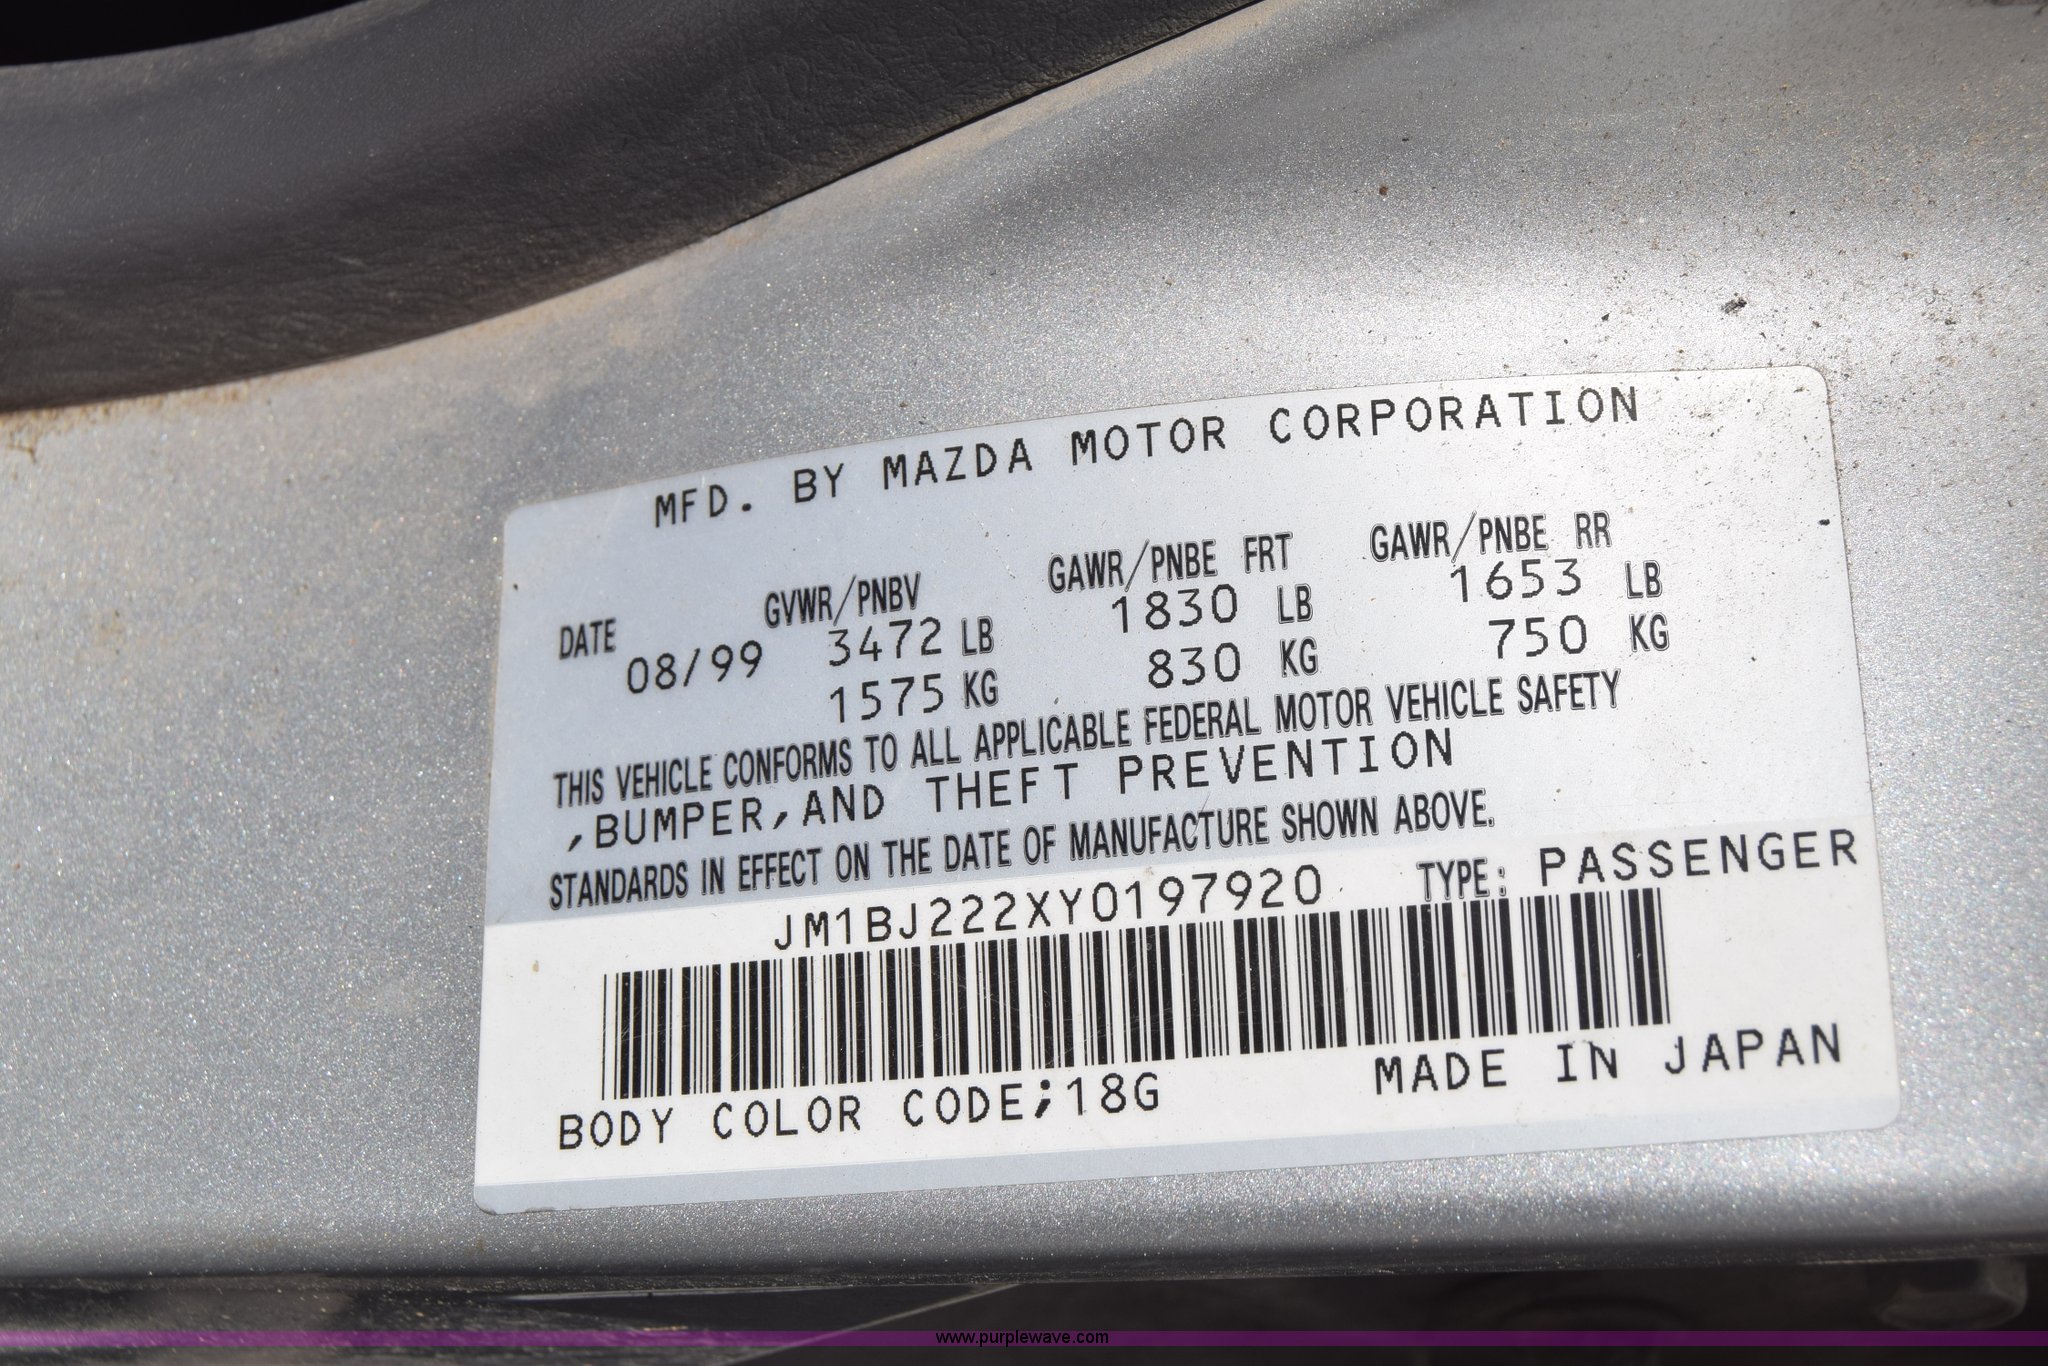 MFD. BY MAZDA MOTOR CORPORATION
DATE GVWR/PNBV GAWR/PNBE FRT GAWR/PNBE RR
08/99 3472 LB 1830 LB 1653 LB
1575 KG 830 KG 750 KG
THIS VEHICLE CONFORMS TO ALL APPLICABLE FEDERAL MOTOR VEHICLE SAFETY
,BUMPER,AND THEFT PREVENTION
STANDARDS IN EFFECT ON THE DATE OF MANUFACTURE SHOWN ABOVE.
JM1BJ222XY0197920 TYPE: PASSENGER
BODY COLOR CODE;18G MADE IN JAPAN
www.purplewave.com